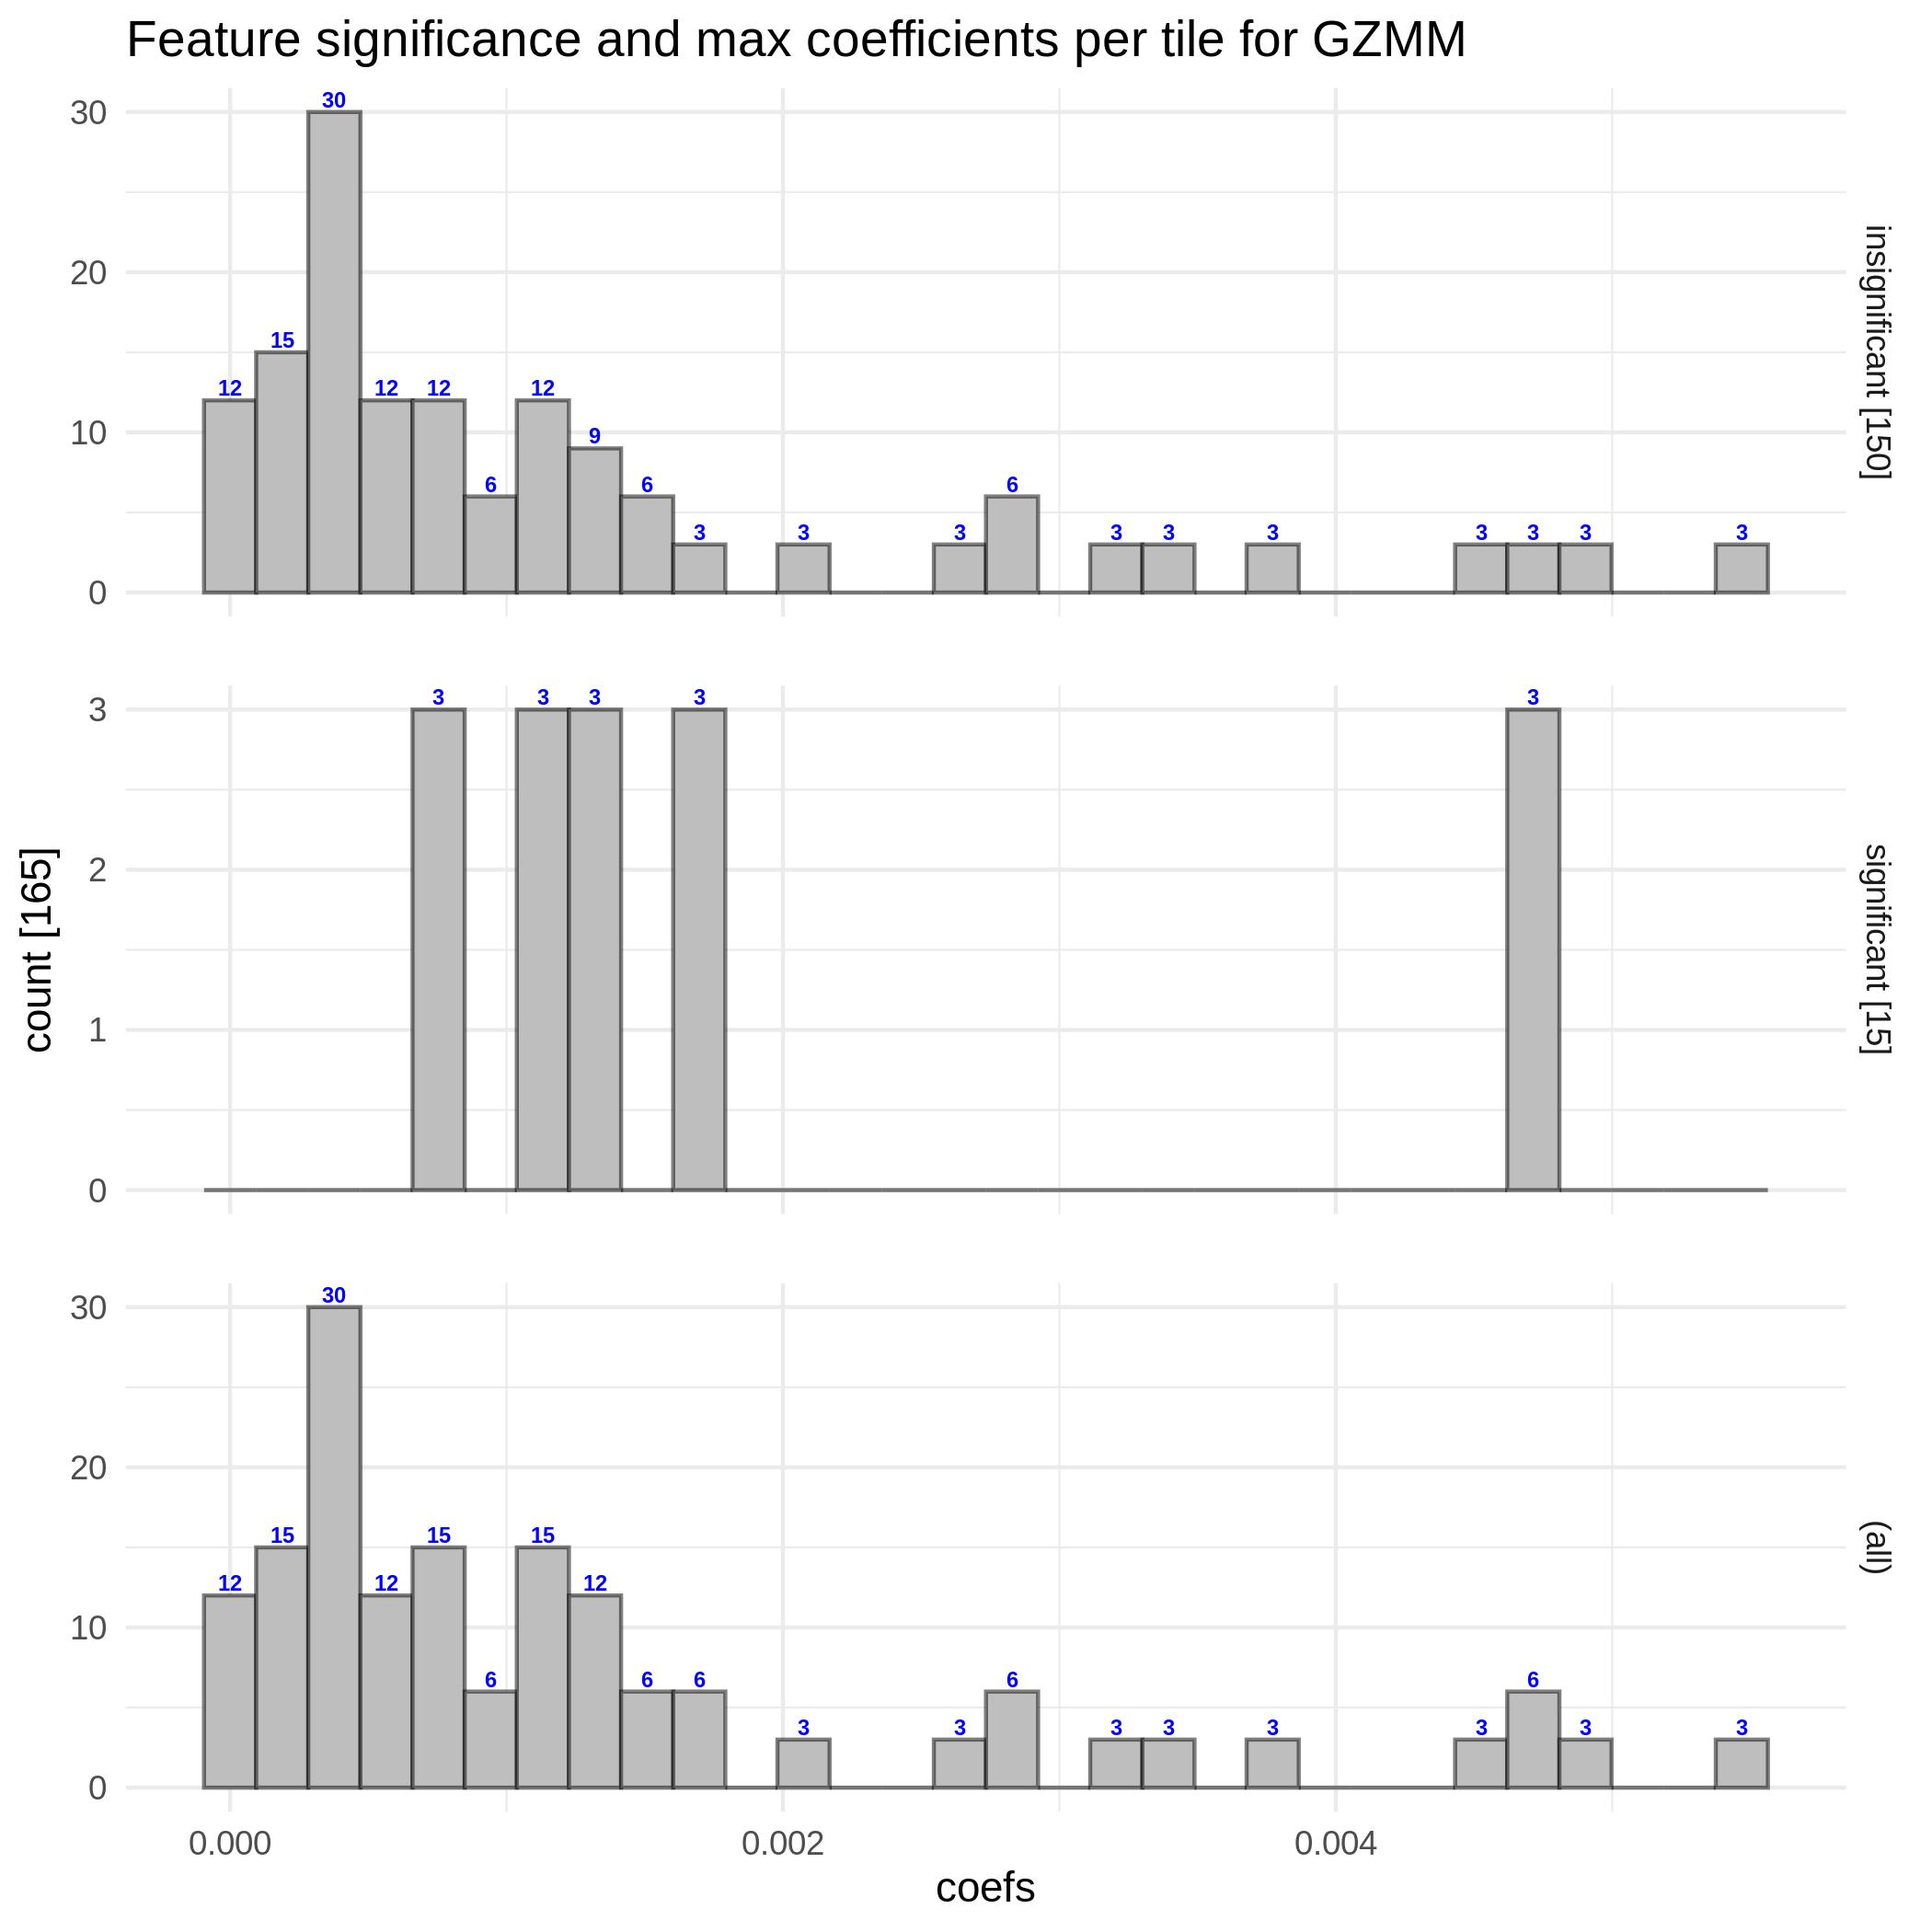 Feature significance and max coefficients per tile for GZMM
count [165]
30
20
10
0
12 15 30 12 12 6 12 9 6 3 3 3 6 3 3 3 3 3 3 3
insignificant [150]
3
2
1
0
3 3 3 3 3
significant [15]
30
20
10
0
12 15 30 12 15 6 15 12 6 6 3 3 6 3 3 3 3 6 3 3
(all)
0.000 0.002 0.004
coefs